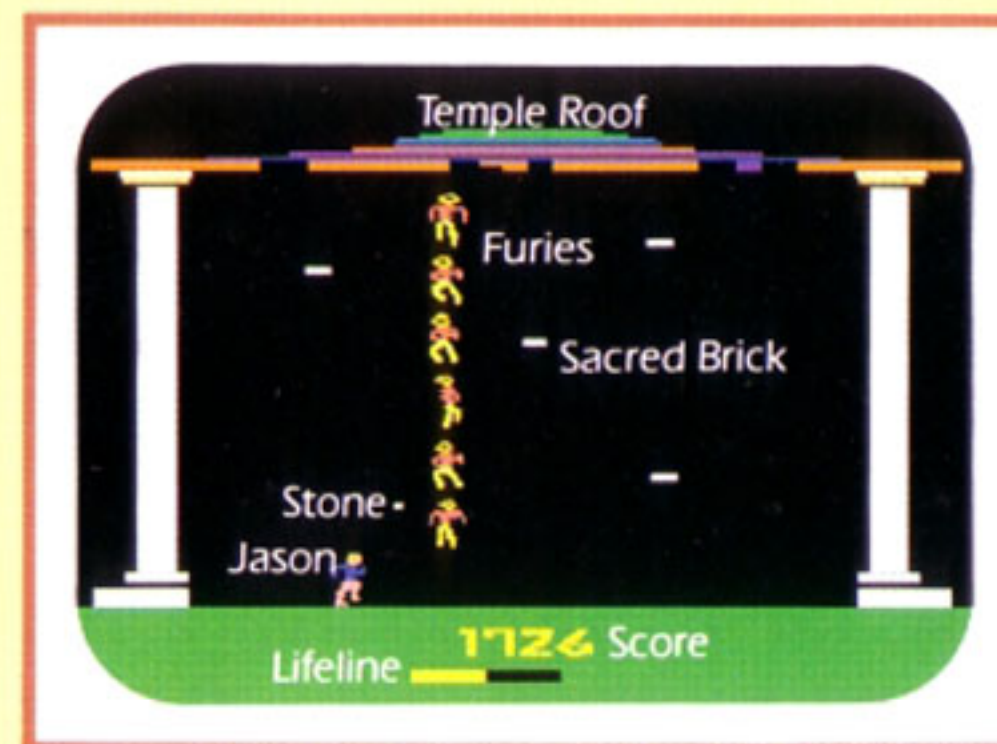 Temple Roof
Furies
Sacred Brick
Stone
Jason
1726 Score
Lifeline